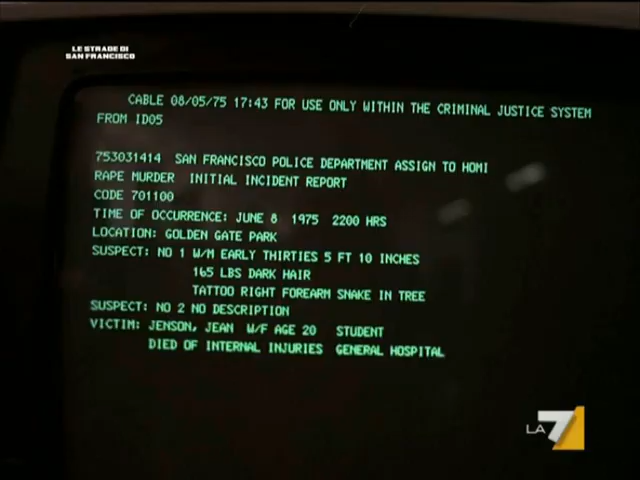 LE STRADE DI
SAN FRANCISCO
CABLE 08/05/75 17:43 FOR USE ONLY WITHIN THE CRIMINAL JUSTICE SYSTEM
FROM ID05
753031414 SAN FRANCISCO POLICE DEPARTMENT ASSIGN TO HOMI
RAPE MURDER INITIAL INCIDENT REPORT
CODE 701100
TIME OF OCCURRENCE: JUNE 8 1975 2200 HRS
LOCATION: GOLDEN GATE PARK
SUSPECT: NO 1 W/M EARLY THIRTIES 5 FT 10 INCHES
165 LBS DARK HAIR
TATTOO RIGHT FOREARM SNAKE IN TREE
SUSPECT: NO 2 NO DESCRIPTION
VICTIM: JENSON, JEAN W/F AGE 20 STUDENT
DIED OF INTERNAL INJURIES GENERAL HOSPITAL
LA 7